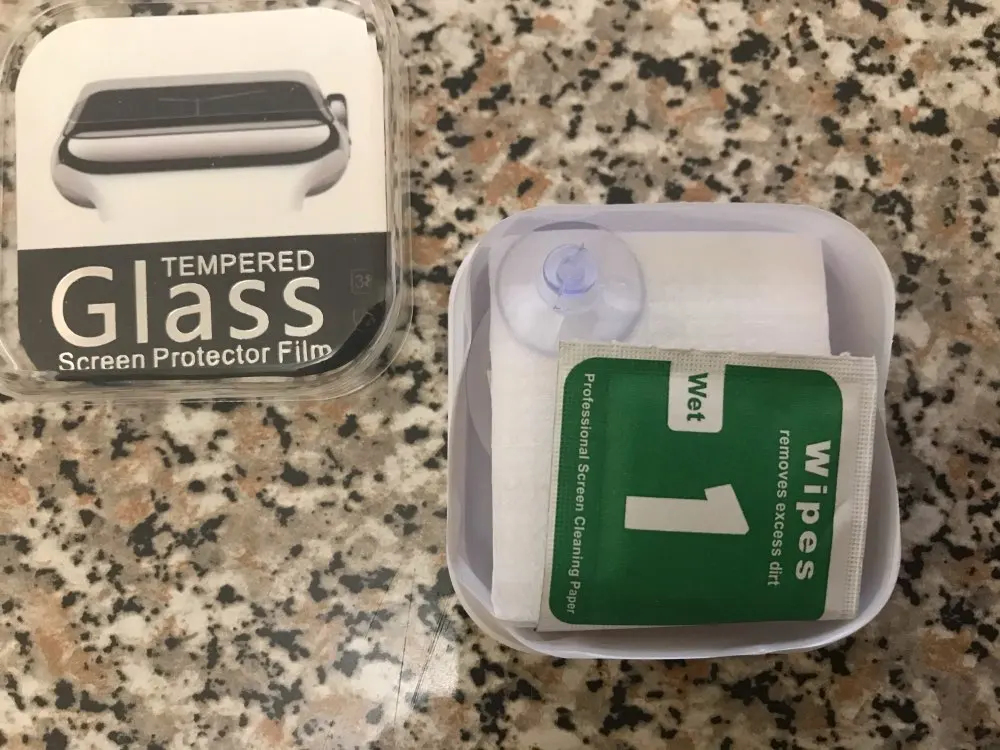 TEMPERED
Glass
Screen Protector Film
Wipes
removes excess dirt
1
Wet
Professional Screen Cleaning Paper